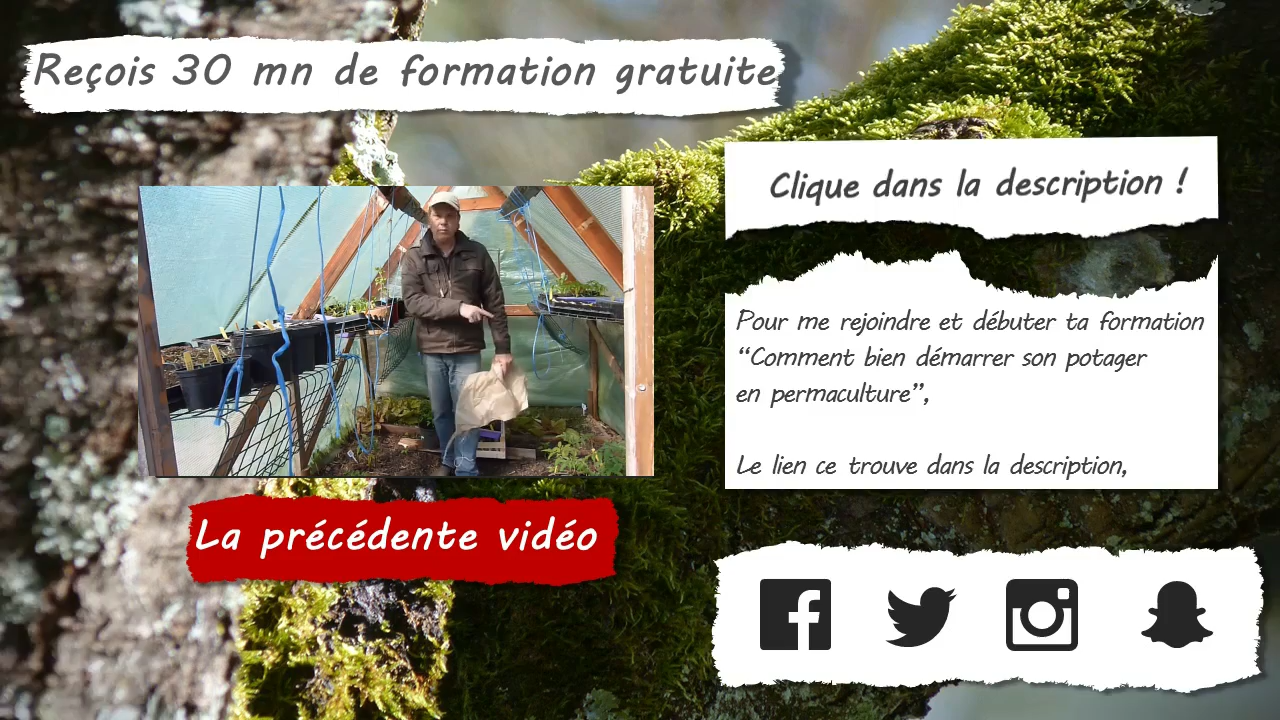 Reçois 30 mn de formation gratuite
Clique dans la description !
Pour me rejoindre et débuter ta formation
“Comment bien démarrer son potager
en permaculture”,
Le lien ce trouve dans la description,
La précédente vidéo